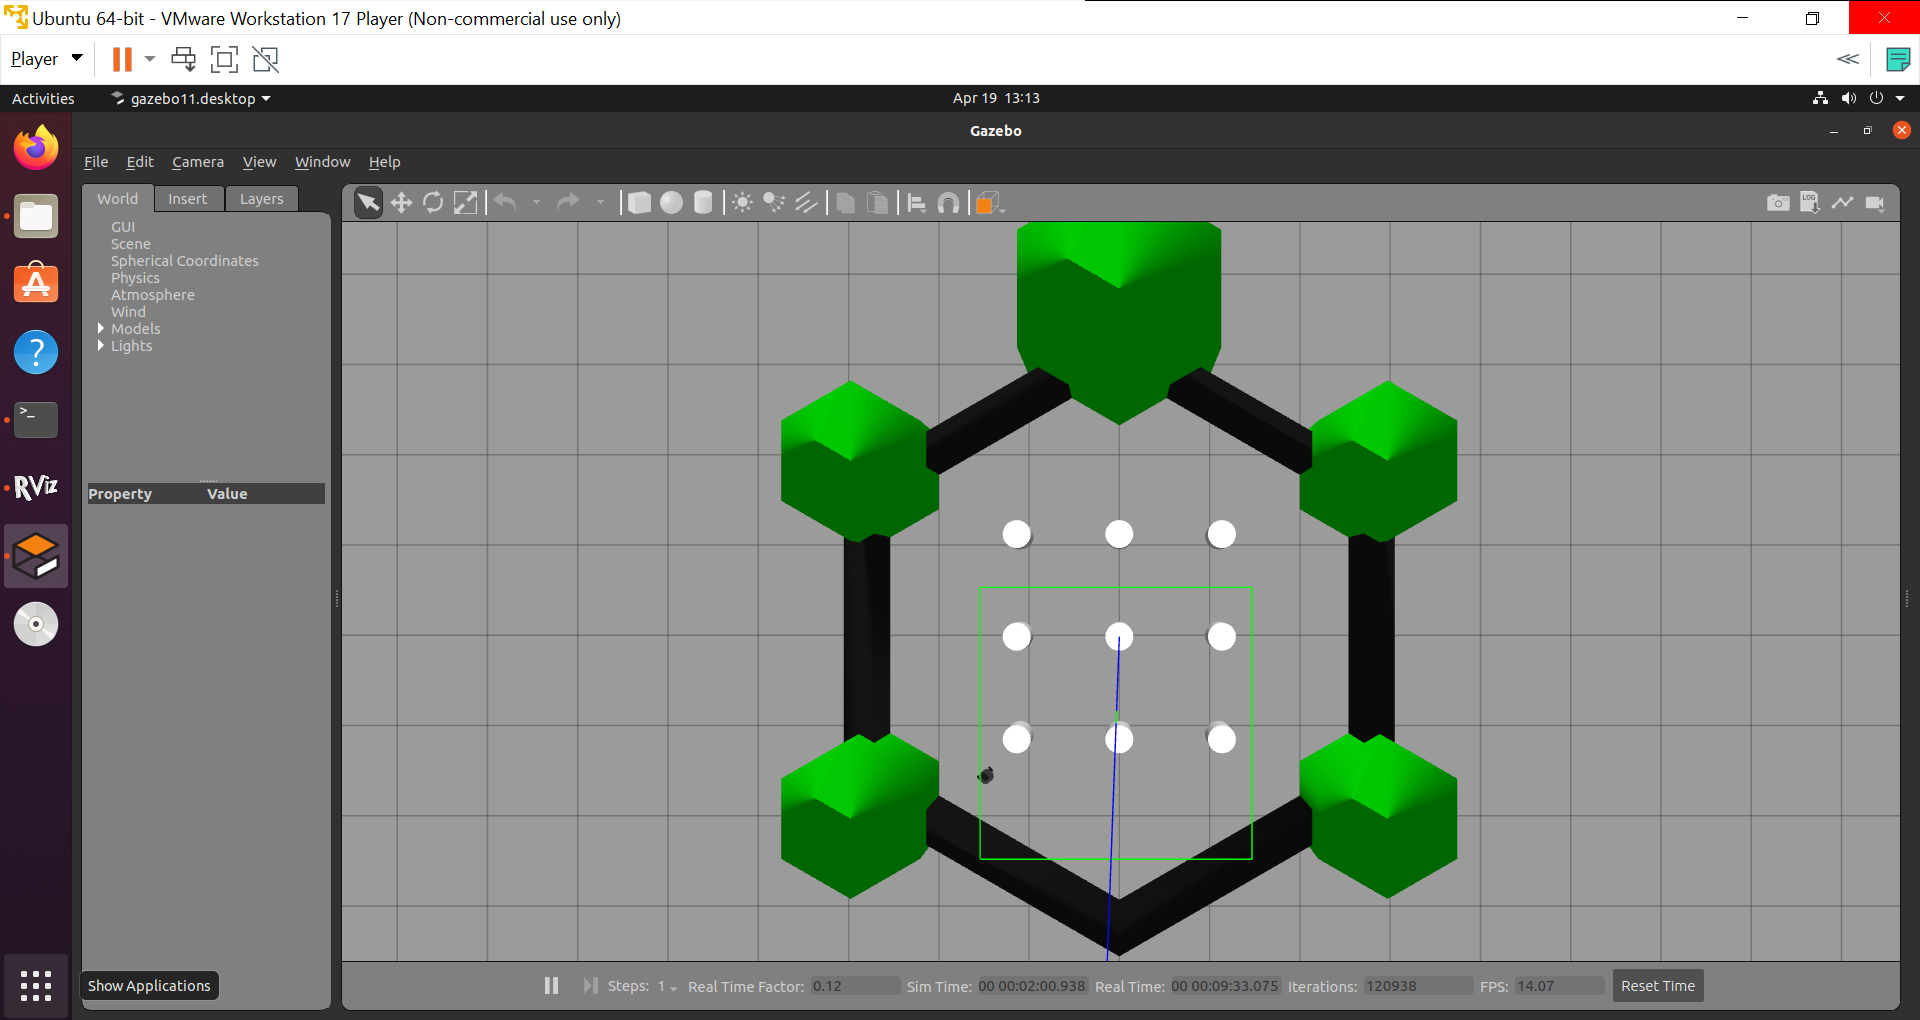 Ubuntu 64-bit - VMware Workstation 17 Player (Non-commercial use only)
Player
Activities gazebo11.desktop Apr 19 13:13
Gazebo
File Edit Camera View Window Help
World Insert Layers
GUI
Scene
Spherical Coordinates
Physics
Atmosphere
Wind
Models
Lights
Property Value
LOG
>_
RViz
Show Applications
Steps: 1 Real Time Factor: 0.12 Sim Time: 00 00:02:00.938 Real Time: 00 00:09:33.075 Iterations: 120938 FPS: 14.07 Reset Time